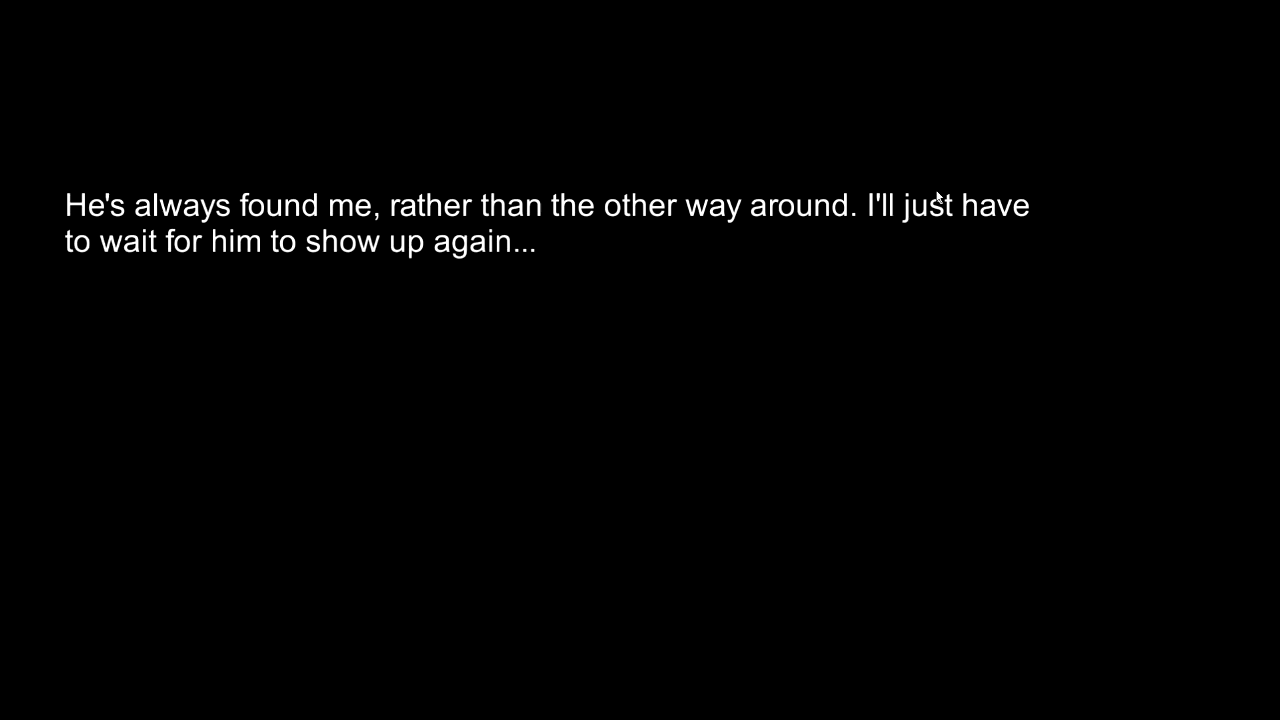 He's always found me, rather than the other way around. I'll just have
to wait for him to show up again...